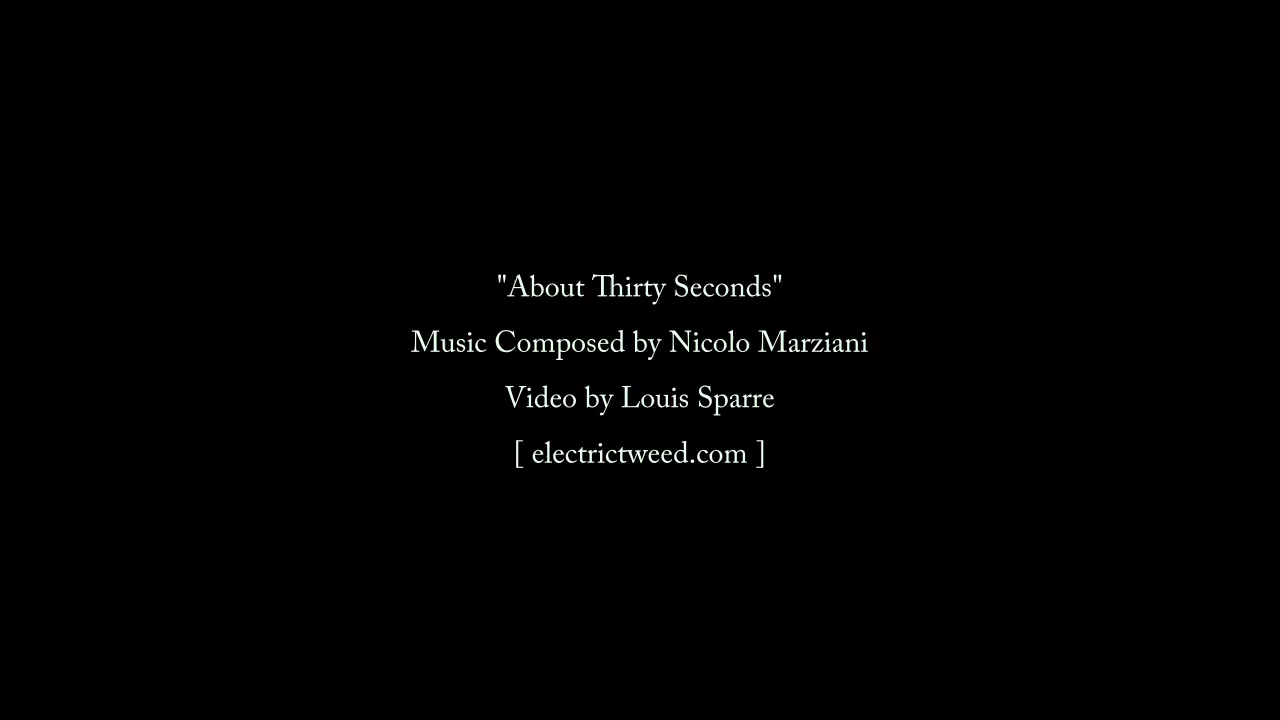 "About Thirty Seconds"
Music Composed by Nicolo Marziani
Video by Louis Sparre
[ electrictweed.com ]